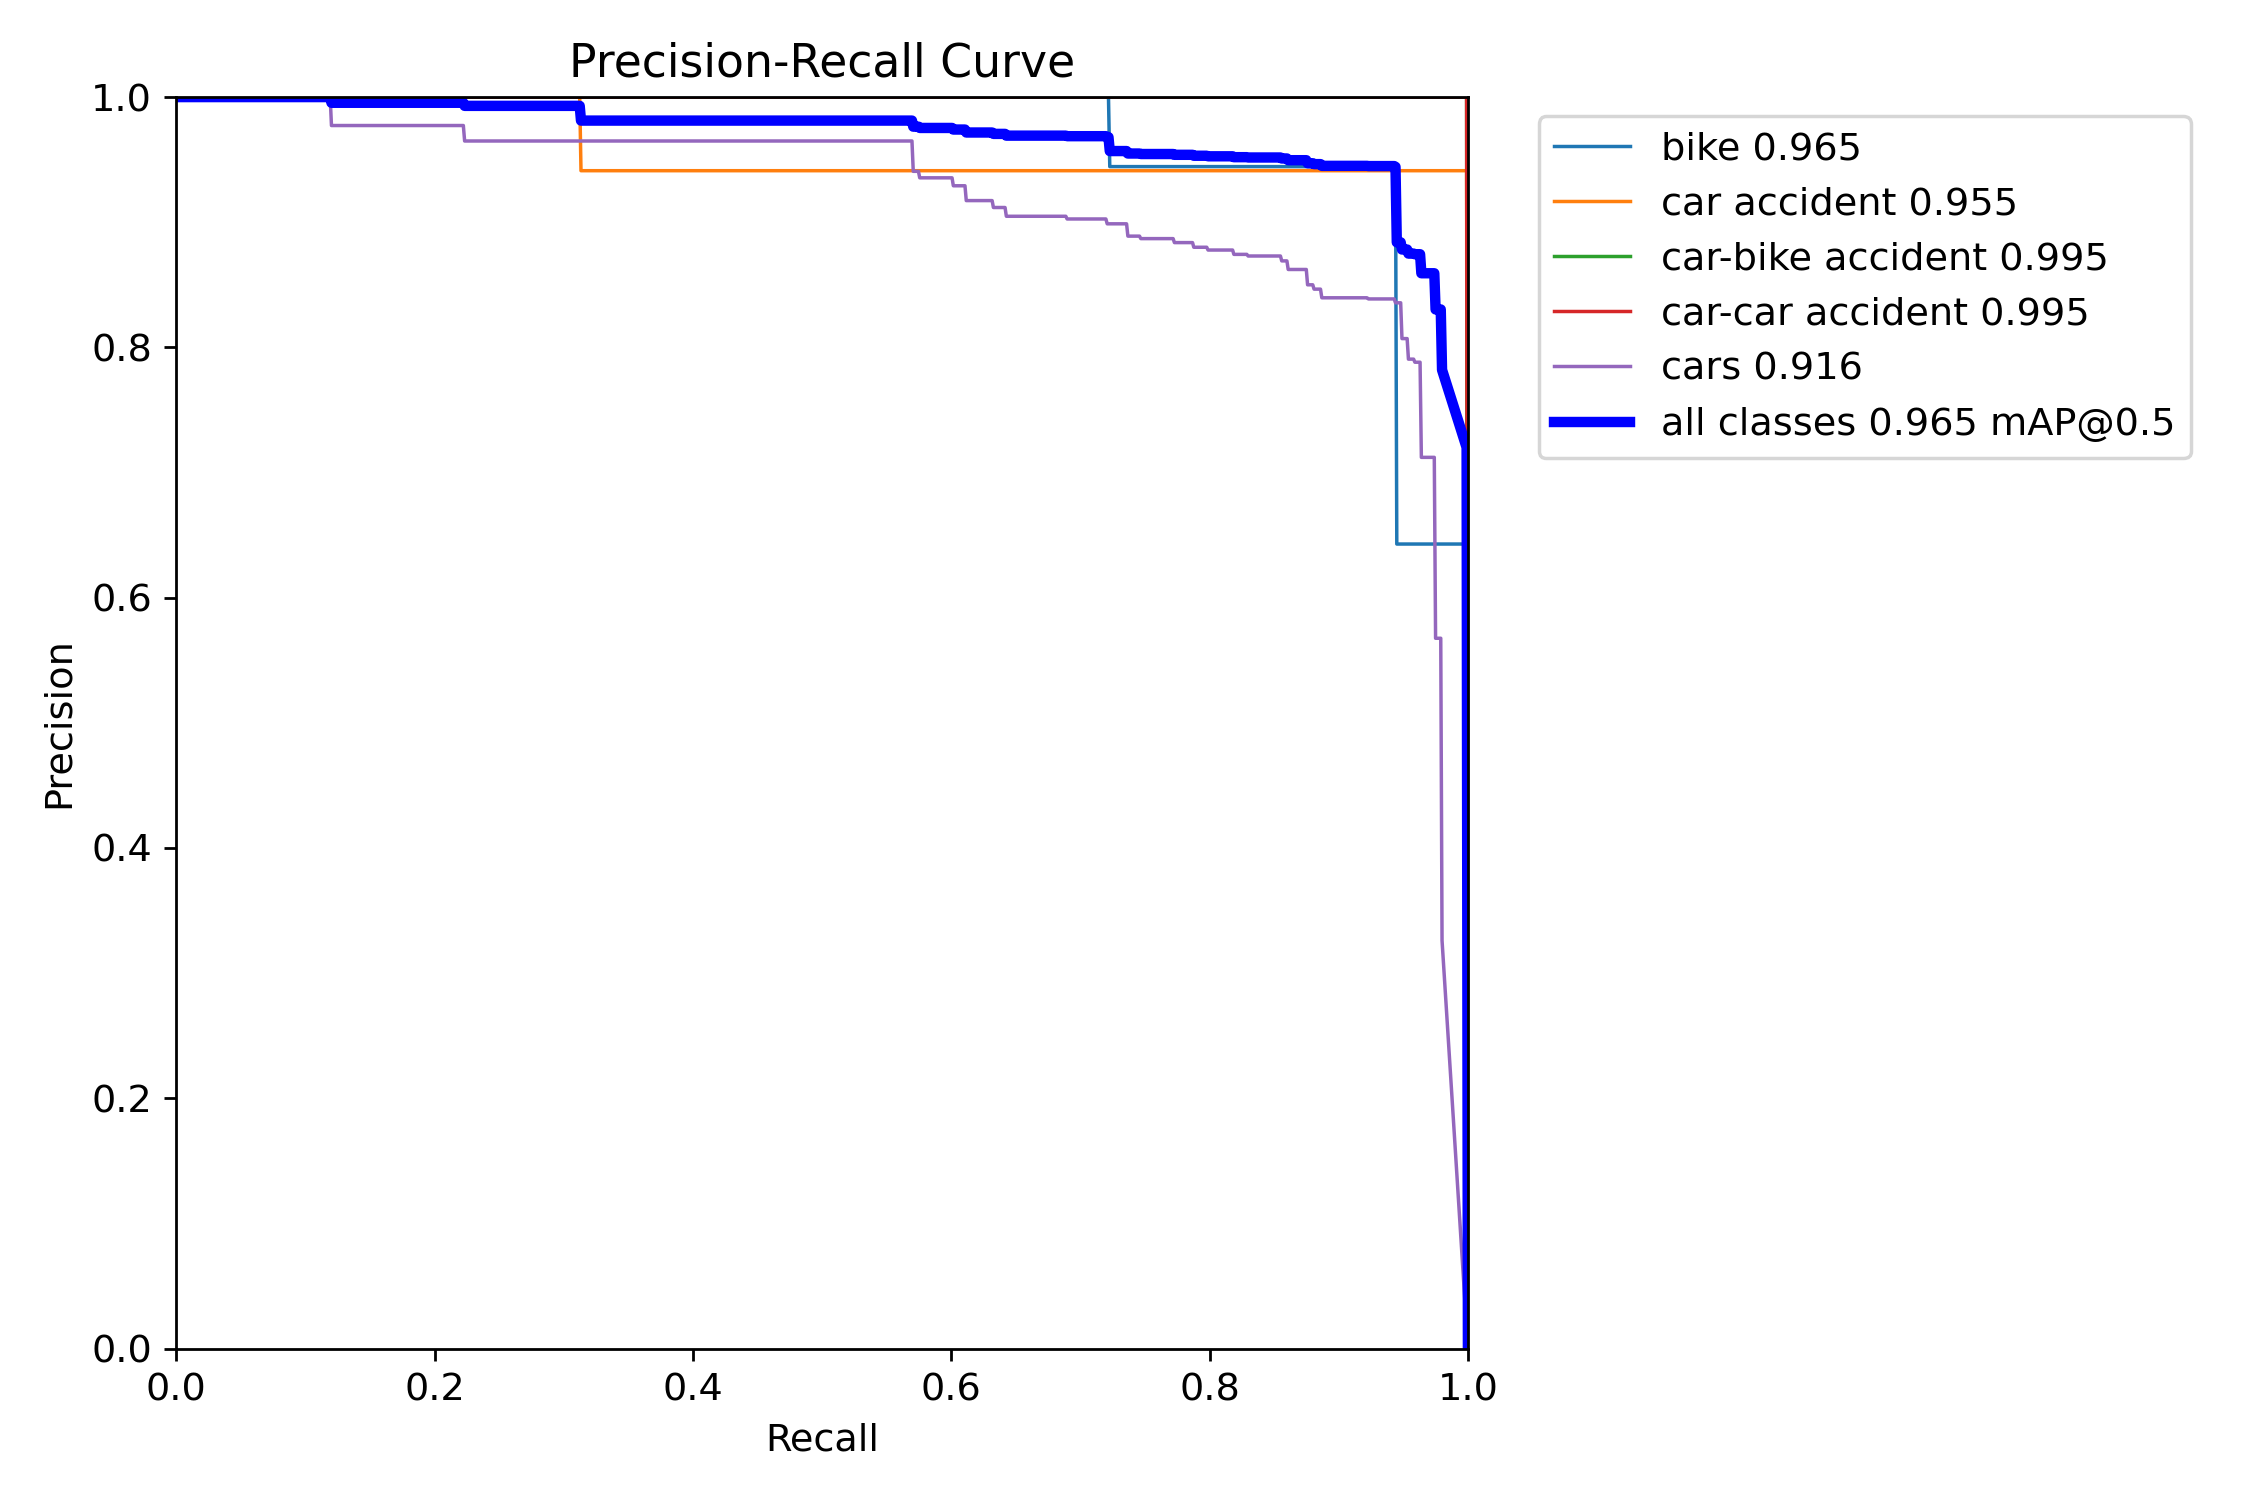 Precision-Recall Curve
1.0
0.8
0.6
0.4
0.2
0.0
Precision
0.0 0.2 0.4 0.6 0.8 1.0
Recall
bike 0.965
car accident 0.955
car-bike accident 0.995
car-car accident 0.995
cars 0.916
all classes 0.965 mAP@0.5